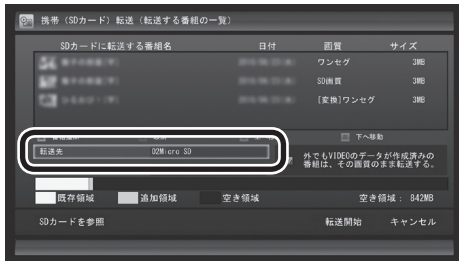 携帯（SDカード）転送（転送する番組の一覧）
SDカードに転送する番組名 日付 画質 サイズ
ワンセグ 3MB
SD画質 3MB
[変換]ワンセグ 3MB
下へ移動
転送先 02Micro SD
外でもVIDEOのデータが作成済みの
番組は、その画質のまま転送する。
既存領域 追加領域 空き領域 空き領域： 842MB
SDカードを参照 転送開始 キャンセル